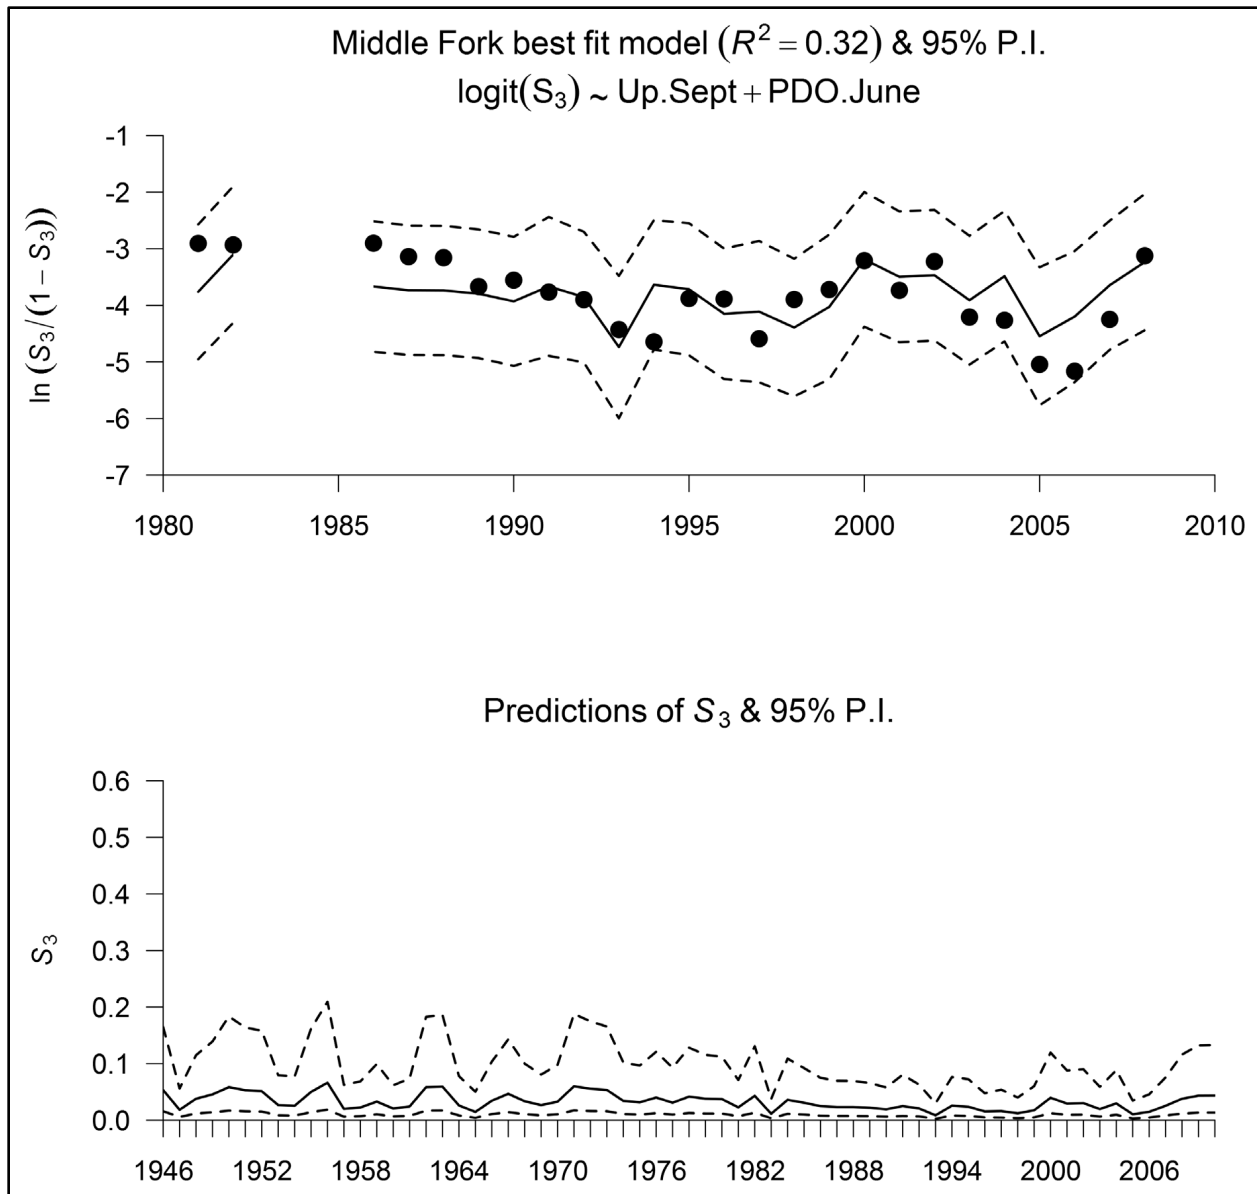 Middle Fork best fit model (R² = 0.32) & 95% P.I.
logit(S₃) ~ Up.Sept + PDO.June
ln (S₃/(1 − S₃))
-1
-2
-3
-4
-5
-6
-7
1980 1985 1990 1995 2000 2005 2010
Predictions of S₃ & 95% P.I.
S₃
0.6
0.5
0.4
0.3
0.2
0.1
0.0
1946 1952 1958 1964 1970 1976 1982 1988 1994 2000 2006